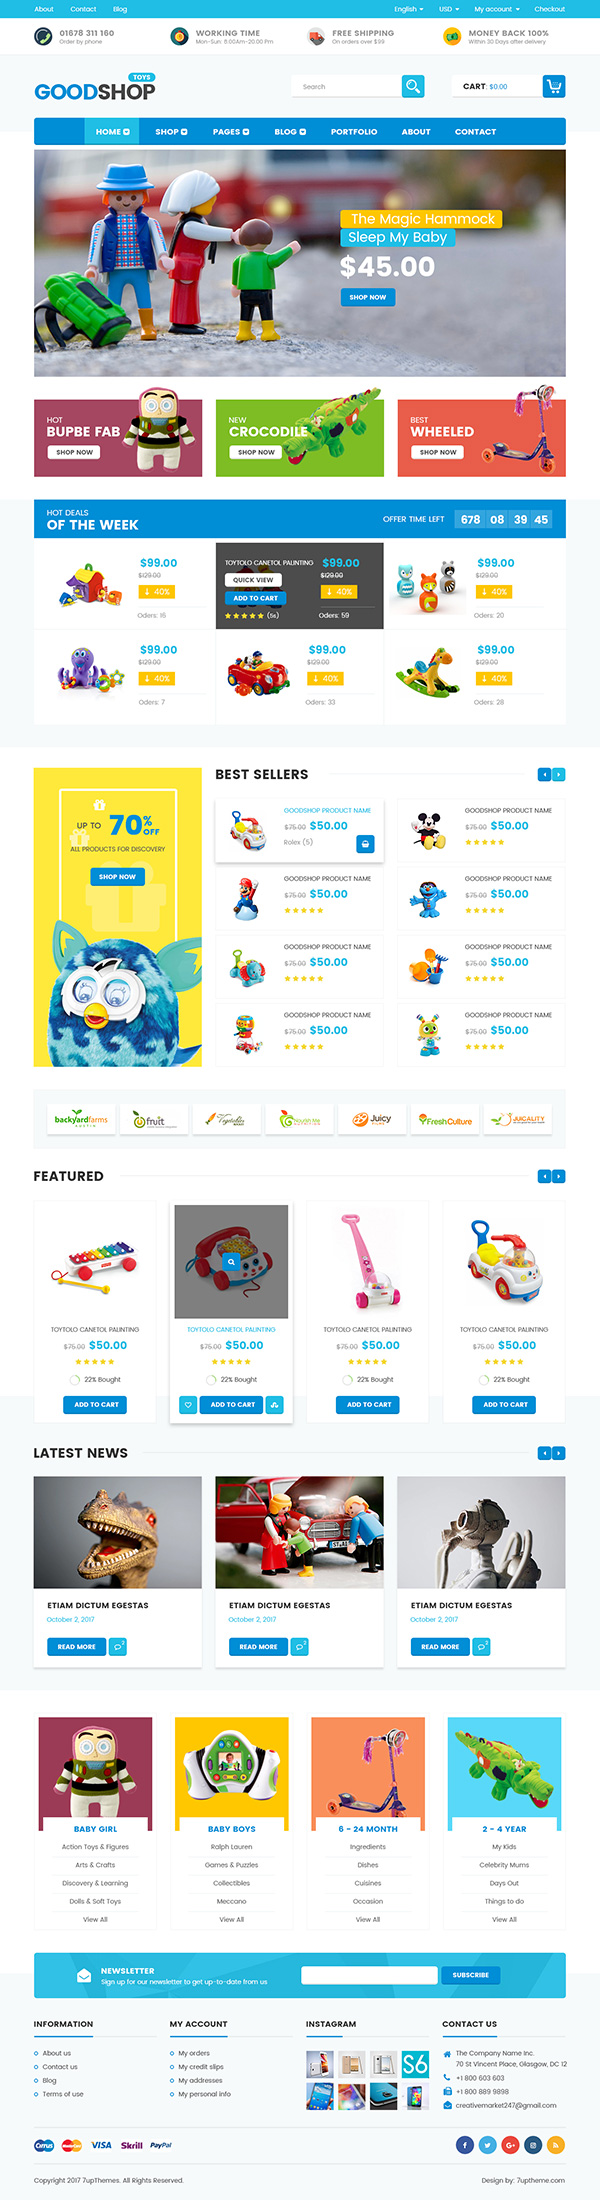 About Contact Blog English USD My account Checkout
01678 311 160
Order by phone
WORKING TIME
Mon-Sun: 8.00Am-20:00 Pm
FREE SHIPPING
On orders over $99
MONEY BACK 100%
Within 30 Days after delivery
TOYS
GOODSHOP
Search
CART: $0.00
HOME SHOP PAGES BLOG PORTFOLIO ABOUT CONTACT
The Magic Hammock
Sleep My Baby
$45.00
SHOP NOW
HOT
BUPBE FAB
SHOP NOW
NEW
CROCODILE
SHOP NOW
BEST
WHEELED
SHOP NOW
HOT DEALS
OF THE WEEK
OFFER TIME LEFT 678 08 39 45
$99.00
$129.00
40%
Oders: 16
TOYTOLO CANETOL PALINTING
QUICK VIEW
ADD TO CART
(5s)
$99.00
$129.00
40%
Oders: 59
$99.00
$129.00
40%
Oders: 20
$99.00
$129.00
40%
Oders: 7
$99.00
$129.00
40%
Oders: 33
$99.00
$129.00
40%
Oders: 28
UP TO 70% OFF
ALL PRODUCTS FOR DISCOVERY
SHOP NOW
BEST SELLERS
GOODSHOP PRODUCT NAME
$75.00 $50.00
Rolex (5)
GOODSHOP PRODUCT NAME
$75.00 $50.00
GOODSHOP PRODUCT NAME
$75.00 $50.00
GOODSHOP PRODUCT NAME
$75.00 $50.00
GOODSHOP PRODUCT NAME
$75.00 $50.00
GOODSHOP PRODUCT NAME
$75.00 $50.00
GOODSHOP PRODUCT NAME
$75.00 $50.00
GOODSHOP PRODUCT NAME
$75.00 $50.00
backyardfarms
AUSTIN
fruit
Vegetables
Nourish Me
NUTRITION
Juicy
FreshCulture
JUICALITY
FEATURED
TOYTOLO CANETOL PALINTING
$75.00 $50.00
22% Bought
ADD TO CART
TOYTOLO CANETOL PALINTING
$75.00 $50.00
22% Bought
ADD TO CART
TOYTOLO CANETOL PALINTING
$75.00 $50.00
22% Bought
ADD TO CART
TOYTOLO CANETOL PALINTING
$75.00 $50.00
22% Bought
ADD TO CART
LATEST NEWS
ETIAM DICTUM EGESTAS
October 2, 2017
READ MORE
ETIAM DICTUM EGESTAS
October 2, 2017
READ MORE
ETIAM DICTUM EGESTAS
October 2, 2017
READ MORE
BABY GIRL
Action Toys & Figures
Arts & Crafts
Discovery & Learning
Dolls & Soft Toys
View All
BABY BOYS
Ralph Lauren
Games & Puzzles
Collectibles
Meccano
View All
6 - 24 MONTH
Ingredients
Dishes
Cuisines
Occasion
View All
2 - 4 YEAR
My Kids
Celebrity Mums
Days Out
Things to do
View All
NEWSLETTER
Sign up for our newsletter to get up-to-date from us
SUBSCRIBE
INFORMATION
About us
Contact us
Blog
Terms of use
MY ACCOUNT
My orders
My credit slips
My addresses
My personal info
INSTAGRAM
S6
CONTACT US
The Company Name Inc.
70 St Vincent Place, Glasgow, DC 12
+1 800 603 603
+1 800 889 9898
creativemarket247@gmail.com
Cirrus MasterCard VISA Skrill PayPal
Copyright 2017 7upThemes. All Rights Reserved.
Design by: 7uptheme.com